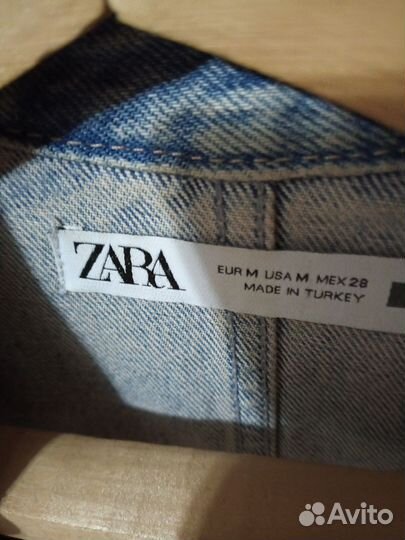 ZARA
EUR M USA M MEX 28
MADE IN TURKEY
Avito